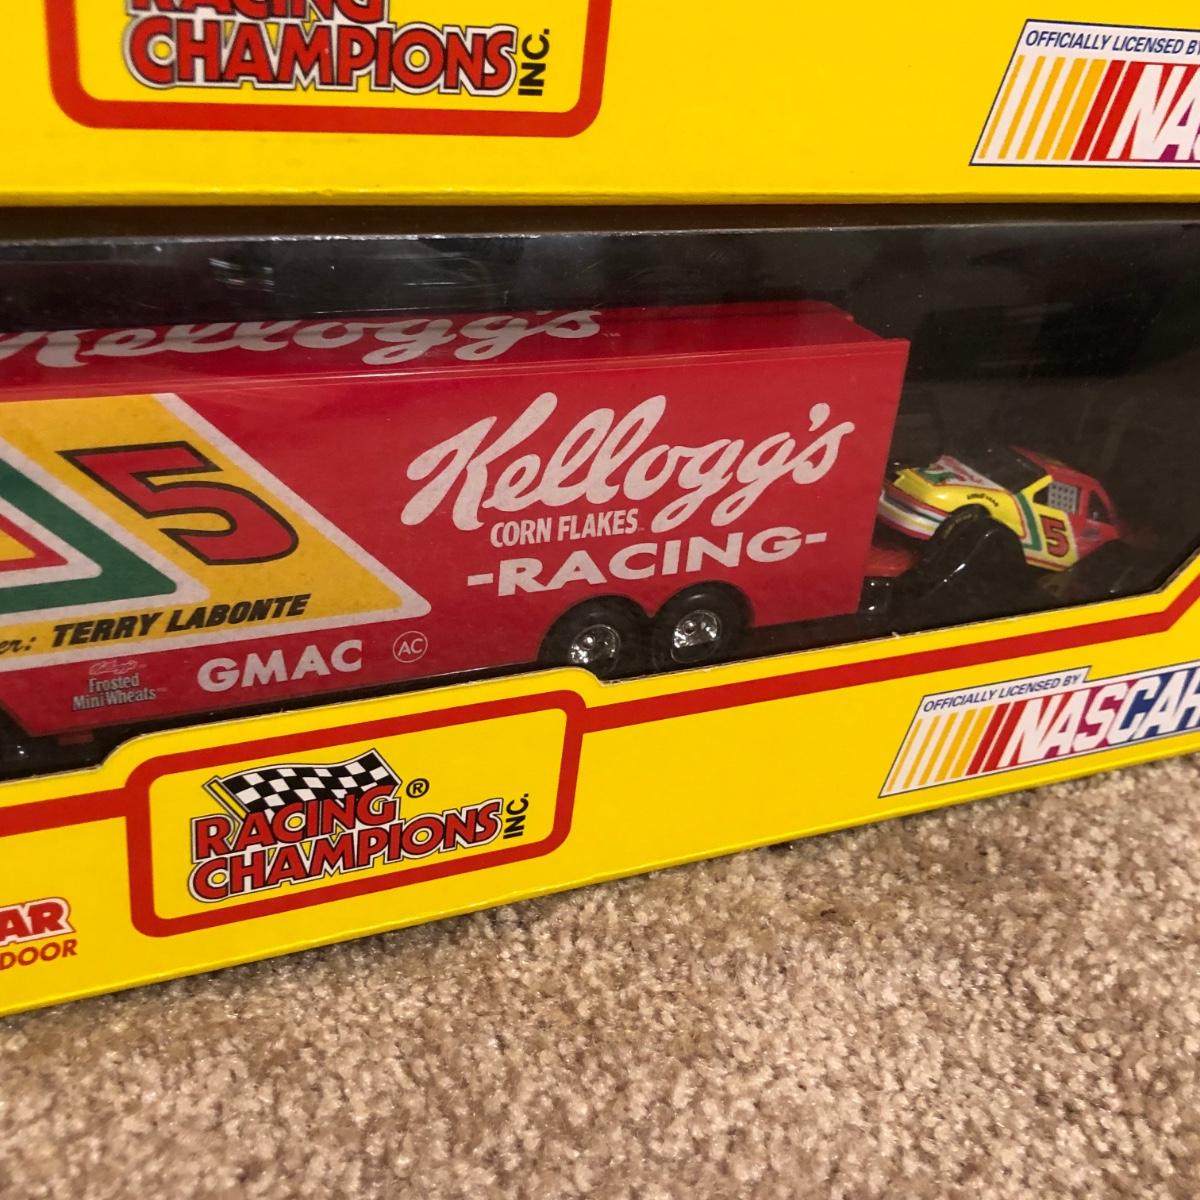 RACING
CHAMPIONS INC.
OFFICIALLY LICENSED BY
Kellogg's
5
Kellogg's
CORN FLAKES
-RACING-
5
TERRY LABONTE
Frosted
Mini Wheats
GMAC
AC
OFFICIALLY LICENSED BY
NASCAR
RACING ®
CHAMPIONS INC.
DOOR